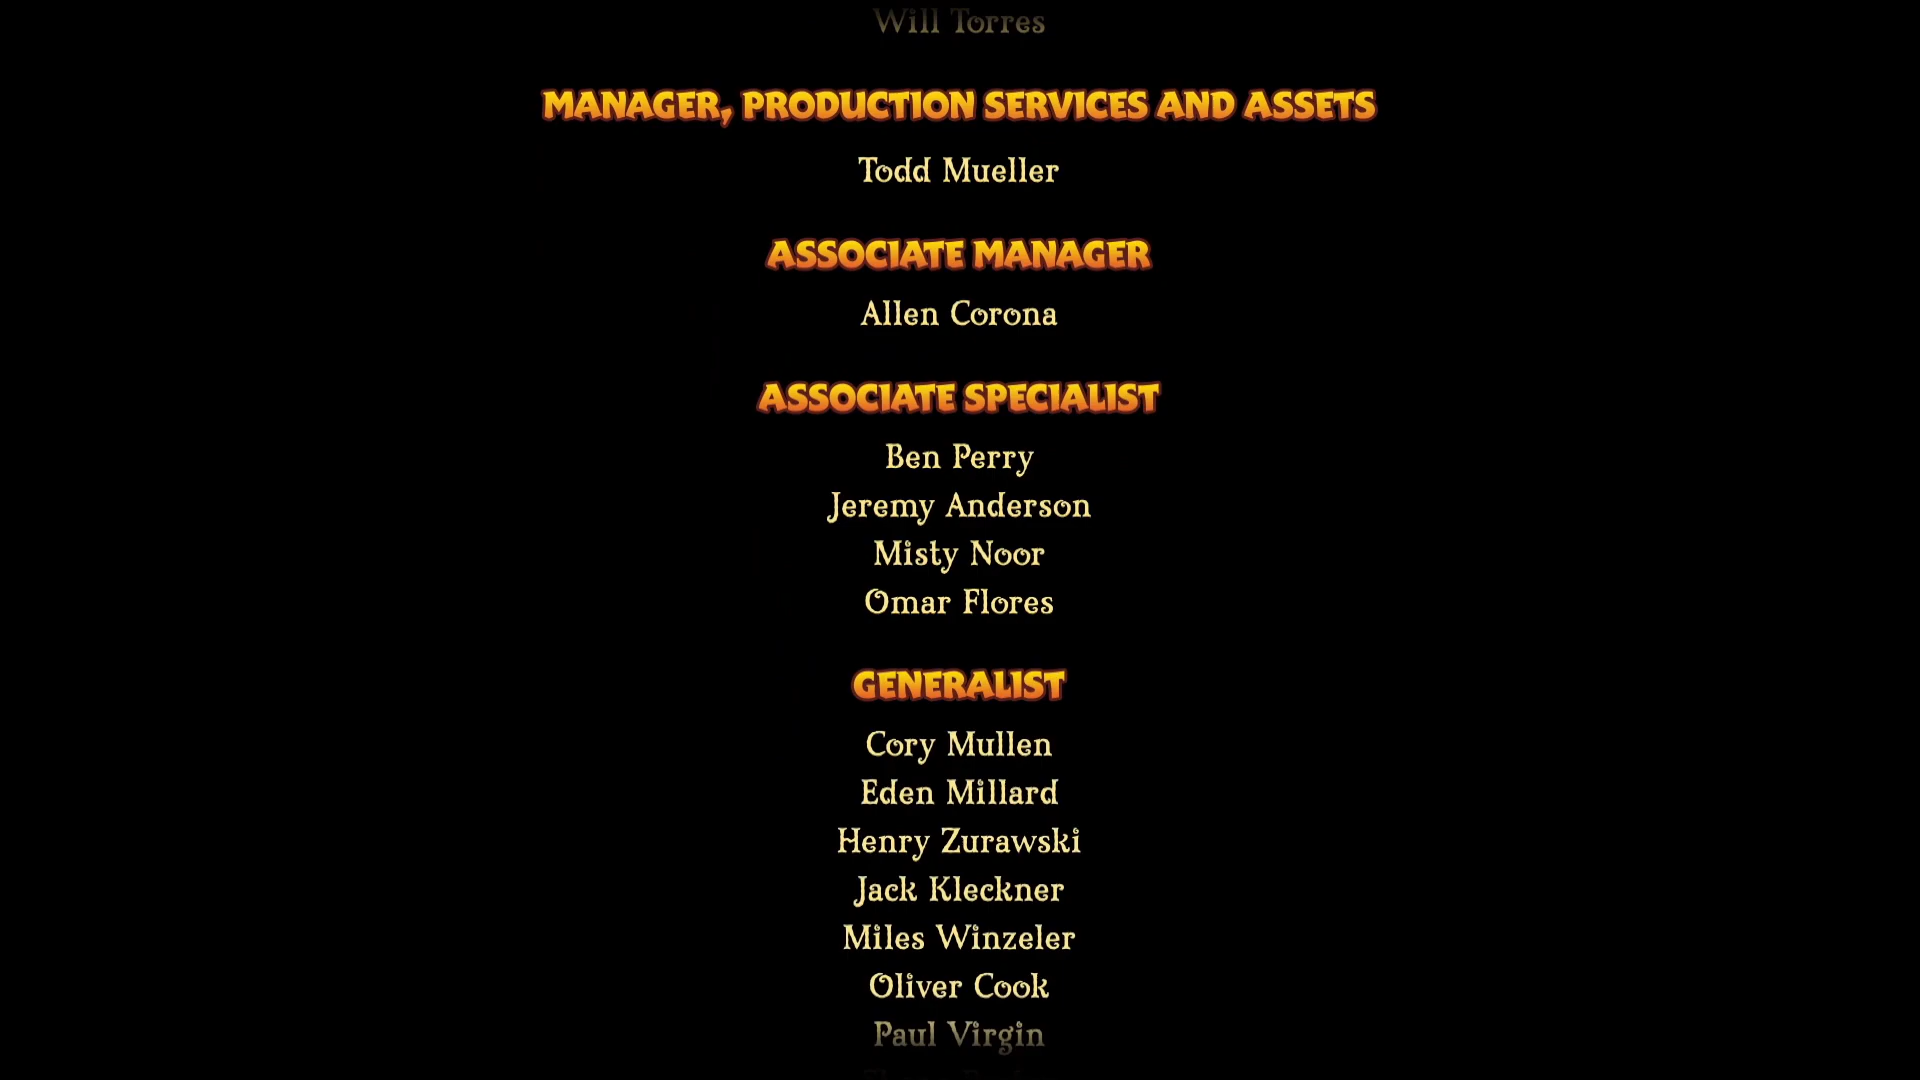 Will Torres
MANAGER, PRODUCTION SERVICES AND ASSETS
Todd Mueller
ASSOCIATE MANAGER
Allen Corona
ASSOCIATE SPECIALIST
Ben Perry
Jeremy Anderson
Misty Noor
Omar Flores
GENERALIST
Cory Mullen
Eden Millard
Henry Zurawski
Jack Kleckner
Miles Winzeler
Oliver Cook
Paul Virgin